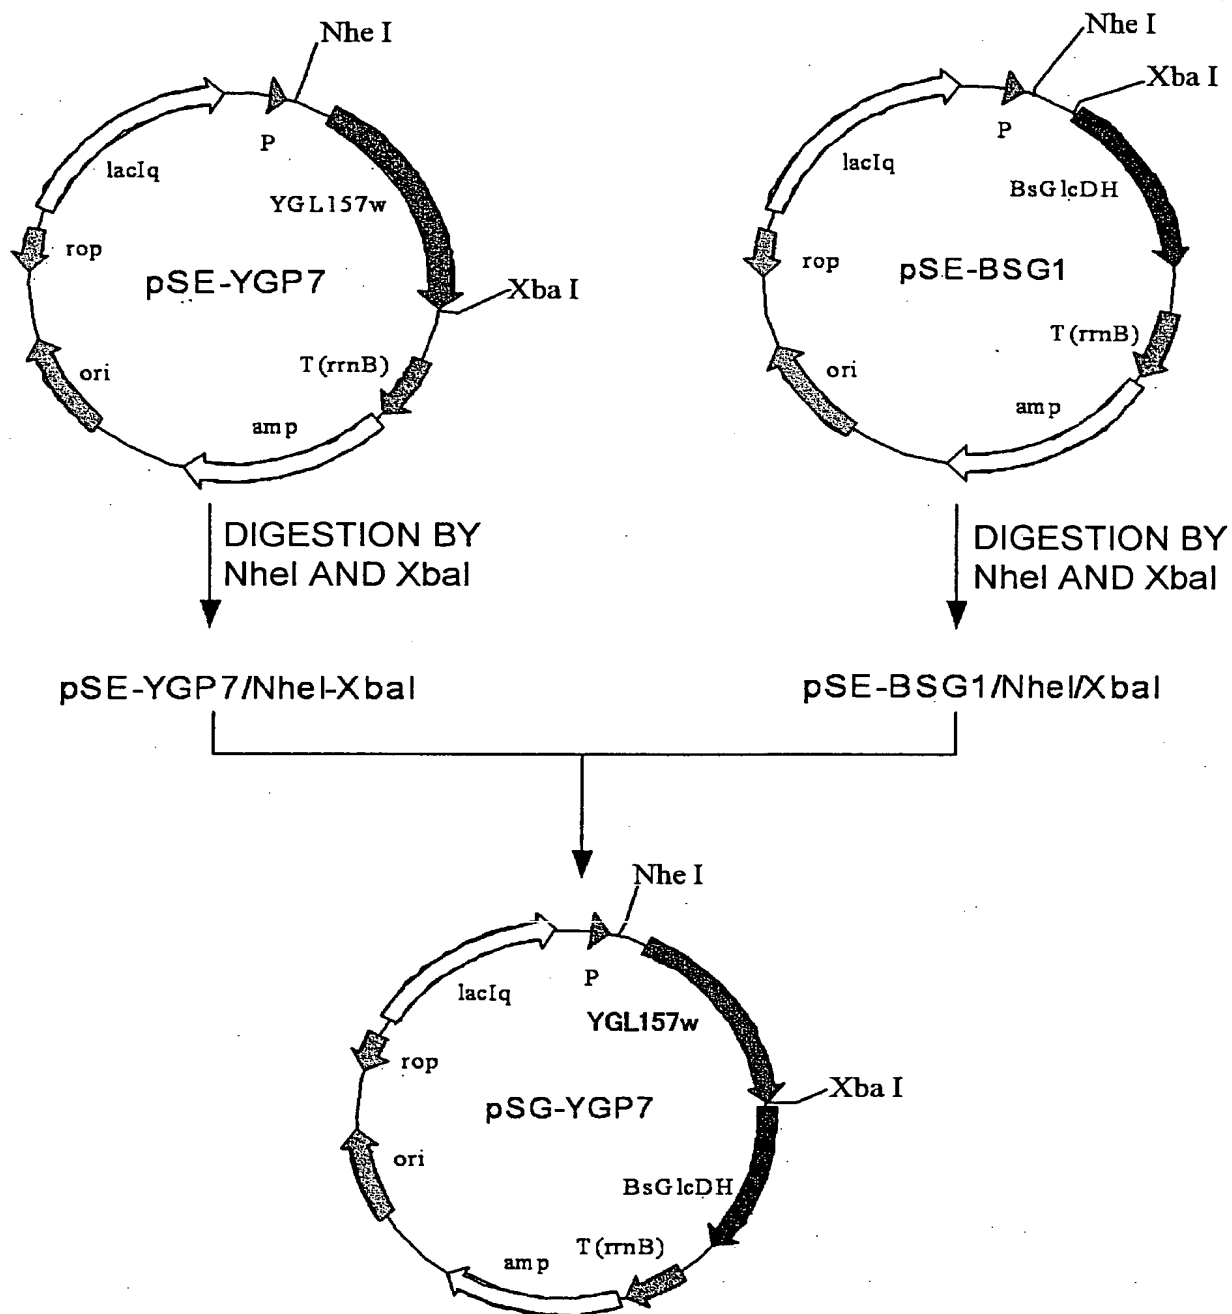 Nhe I
P
lacIq
YGL157w
rop
pSE-YGP7
Xba I
T(rrnB)
ori
amp
Nhe I
Xba I
P
lacIq
BsGlcDH
rop
pSE-BSG1
T(rrnB)
ori
amp
DIGESTION BY
NheI AND XbaI
DIGESTION BY
NheI AND XbaI
pSE-YGP7/NheI-XbaI
pSE-BSG1/NheI/XbaI
Nhe I
P
lacIq
YGL157w
rop
Xba I
pSG-YGP7
ori
BsGlcDH
T(rrnB)
amp